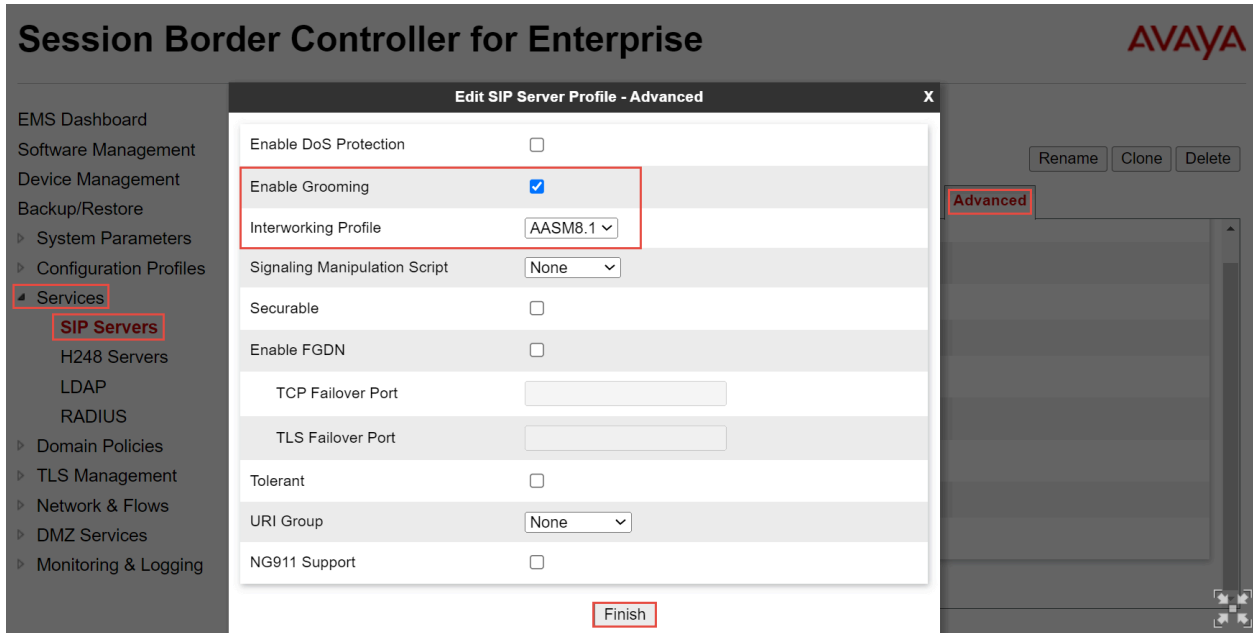 Session Border Controller for Enterprise
AVAYA
EMS Dashboard
Software Management
Device Management
Backup/Restore
System Parameters
Configuration Profiles
Services
SIP Servers
H248 Servers
LDAP
RADIUS
Domain Policies
TLS Management
Network & Flows
DMZ Services
Monitoring & Logging
Edit SIP Server Profile - Advanced X
Enable DoS Protection
Enable Grooming
Interworking Profile AASM8.1
Signaling Manipulation Script None
Securable
Enable FGDN
TCP Failover Port
TLS Failover Port
Tolerant
URI Group None
NG911 Support
Finish
Rename Clone Delete
Advanced